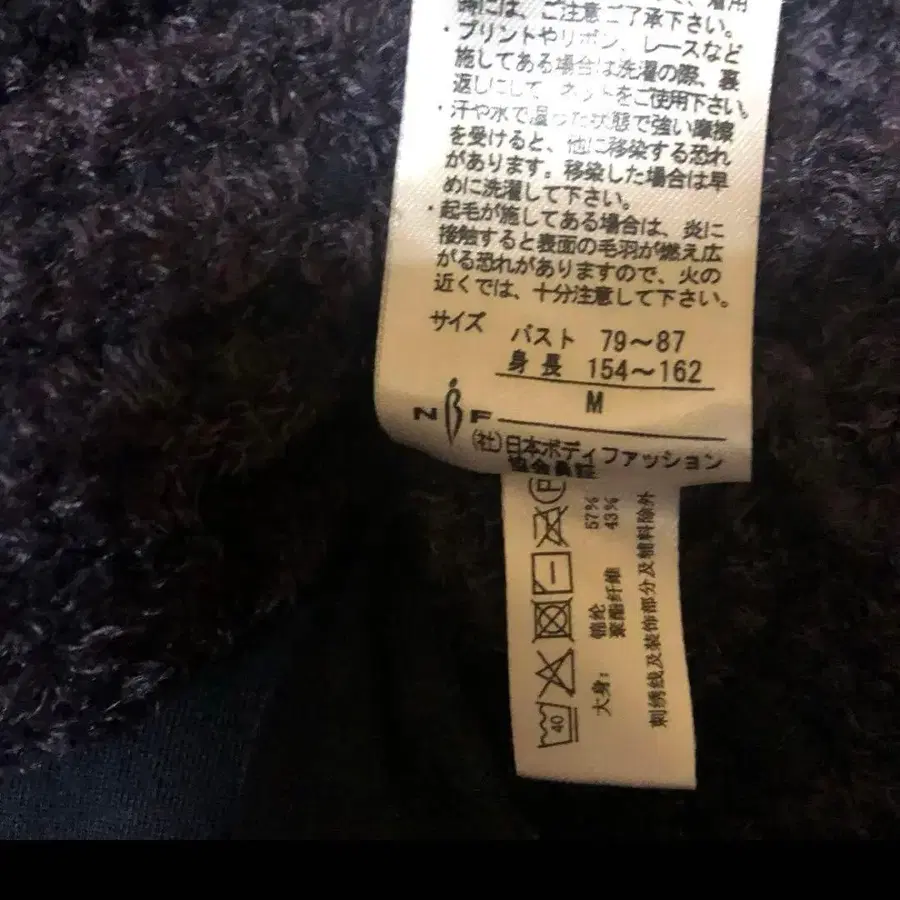 着用
時には、ご注意ご了承下さい。
・プリントやリボン、レースなど
施してある場合は洗濯の際、裏
返しにして、ネットをご使用下さい。
・汗や水で湿った状態で強い摩擦
を受けると、他に移染する恐れ
があります。移染した場合は早
めに洗濯して下さい。
・起毛が施してある場合は、炎に
接触すると表面の毛羽が燃え広
がる恐れがありますので、火の
近くでは、十分注意して下さい。
サイズ
バスト 79〜87
身長 154〜162
M
NBF
(社)日本ボディファッション
協会員証
大身: 锦纶 57%
聚酯纤维 43%
刺绣线及装饰部分及辅料除外
40
P